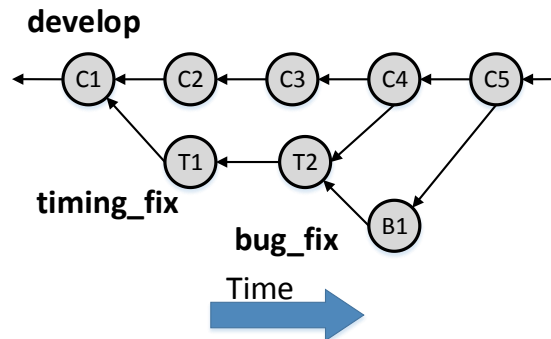 develop
C1 C2 C3 C4 C5
T1 T2
timing_fix
B1
bug_fix
Time